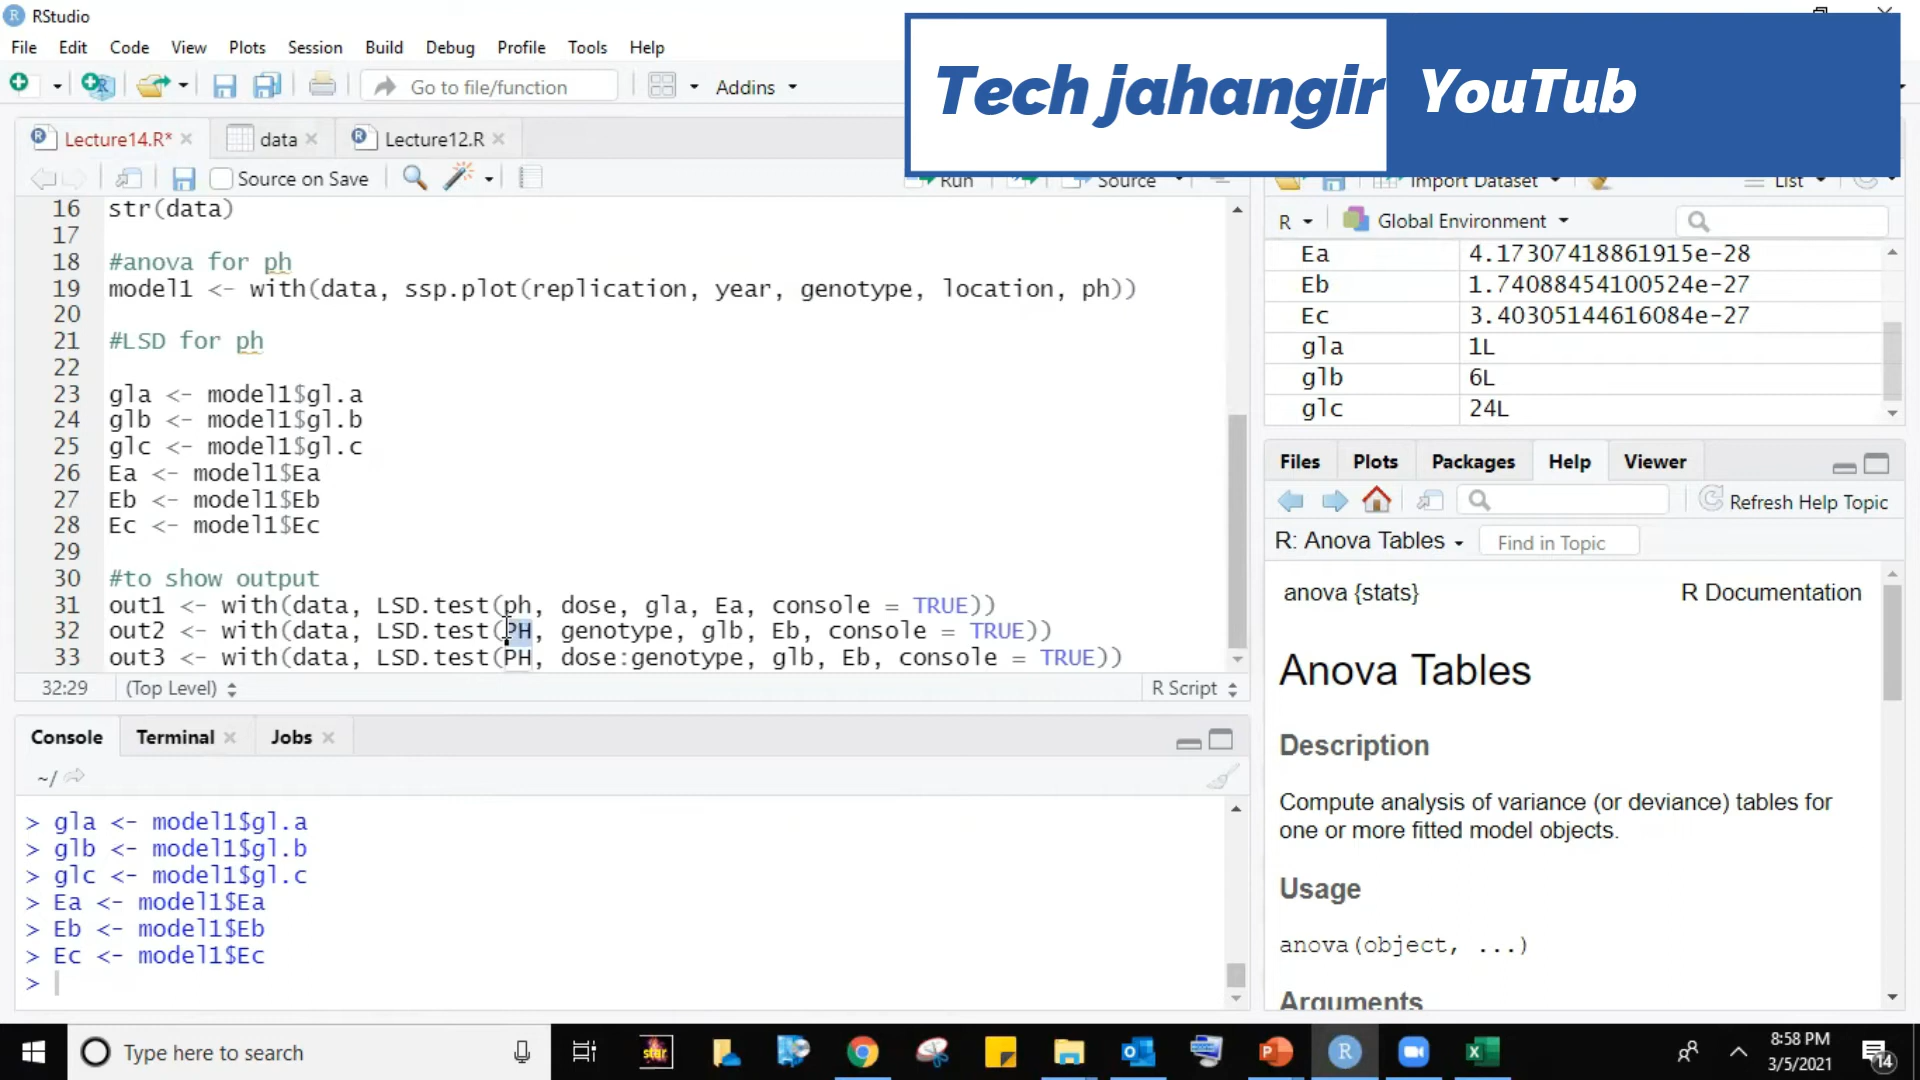 RStudio
File Edit Code View Plots Session Build Debug Profile Tools Help
Go to file/function Addins
Tech jahangir YouTub
Lecture14.R* data Lecture12.R
Source on Save Run Source
Import Dataset List
R Global Environment
16 str(data)
17
18 #anova for ph
19 model1 <- with(data, ssp.plot(replication, year, genotype, location, ph))
20
21 #LSD for ph
22
23 gla <- model1$gl.a
24 glb <- model1$gl.b
25 glc <- model1$gl.c
26 Ea <- model1$Ea
27 Eb <- model1$Eb
28 Ec <- model1$Ec
29
30 #to show output
31 out1 <- with(data, LSD.test(ph, dose, gla, Ea, console = TRUE))
32 out2 <- with(data, LSD.test(PH, genotype, glb, Eb, console = TRUE))
33 out3 <- with(data, LSD.test(PH, dose:genotype, glb, Eb, console = TRUE))
32:29 (Top Level) R Script
Ea 4.17307418861915e-28
Eb 1.74088454100524e-27
Ec 3.40305144616084e-27
gla 1L
glb 6L
glc 24L
Files Plots Packages Help Viewer
Refresh Help Topic
R: Anova Tables Find in Topic
anova {stats} R Documentation
Anova Tables
Description
Compute analysis of variance (or deviance) tables for
one or more fitted model objects.
Usage
anova(object, ...)
Arguments
Console Terminal Jobs
~/
> gla <- model1$gl.a
> glb <- model1$gl.b
> glc <- model1$gl.c
> Ea <- model1$Ea
> Eb <- model1$Eb
> Ec <- model1$Ec
>
Type here to search
8:58 PM
3/5/2021
14